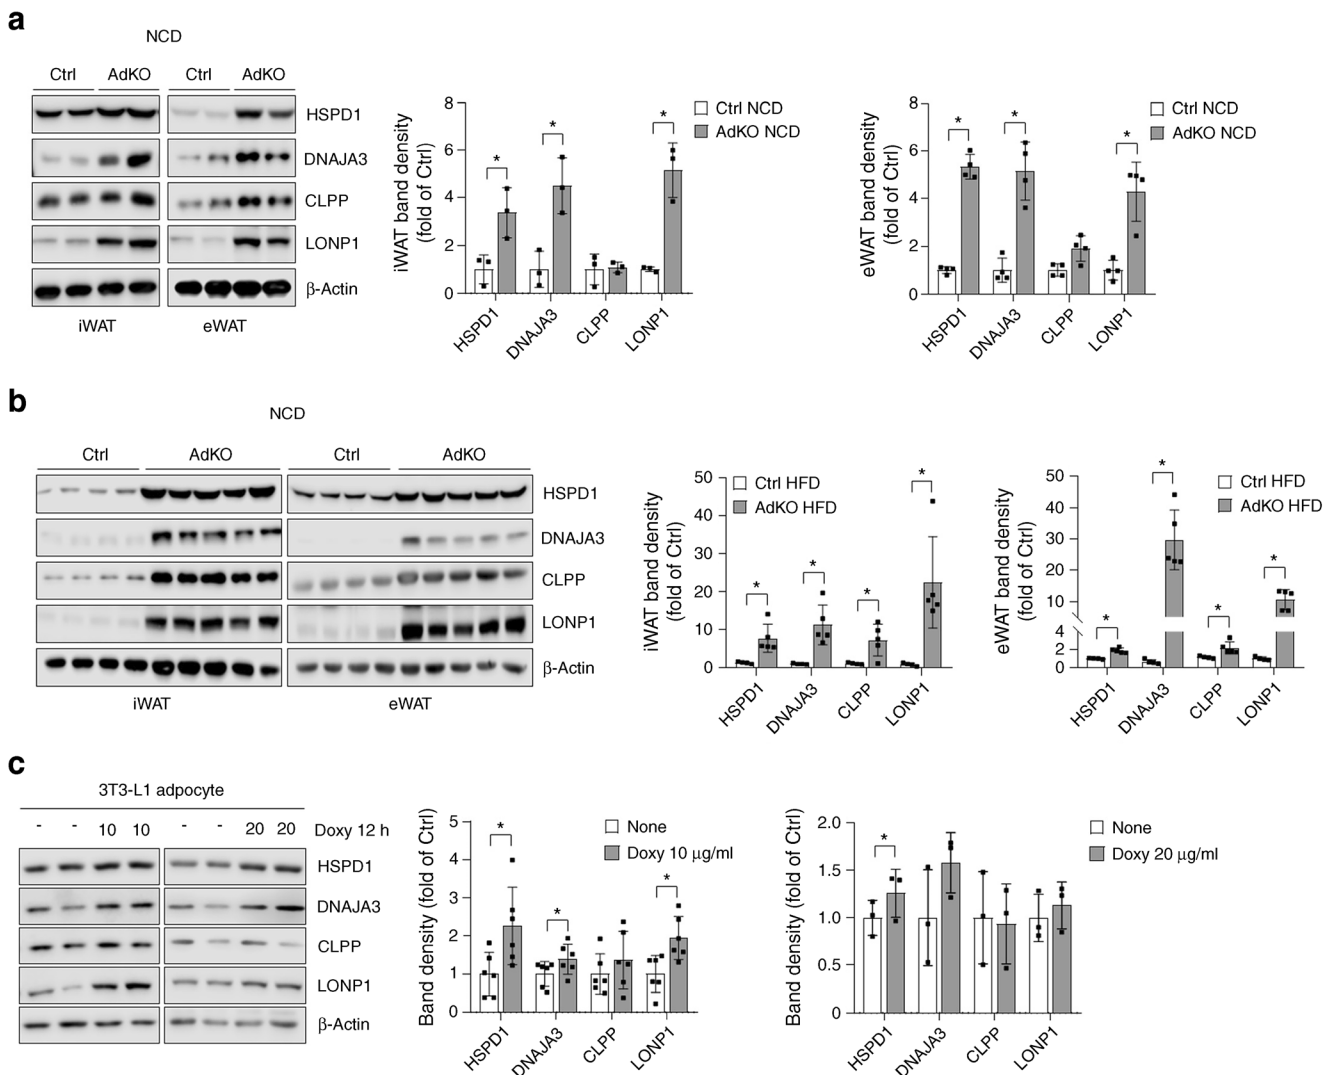 a
NCD
Ctrl AdKO Ctrl AdKO
HSPD1
DNAJA3
CLPP
LONP1
β-Actin
iWAT eWAT
iWAT band density
(fold of Ctrl)
8
6
4
2
0
HSPD1 DNAJA3 CLPP LONP1
* * *
Ctrl NCD
AdKO NCD
eWAT band density
(fold of Ctrl)
8
6
4
2
0
HSPD1 DNAJA3 CLPP LONP1
* * *
Ctrl NCD
AdKO NCD
b
NCD
Ctrl AdKO Ctrl AdKO
HSPD1
DNAJA3
CLPP
LONP1
β-Actin
iWAT eWAT
iWAT band density
(fold of Ctrl)
50
40
30
20
10
0
HSPD1 DNAJA3 CLPP LONP1
* * * *
Ctrl HFD
AdKO HFD
eWAT band density
(fold of Ctrl)
50
40
30
20
10
4
2
0
HSPD1 DNAJA3 CLPP LONP1
* * * *
Ctrl HFD
AdKO HFD
c
3T3-L1 adpocyte
- - 10 10 - - 20 20 Doxy 12 h
HSPD1
DNAJA3
CLPP
LONP1
β-Actin
Band density (fold of Ctrl)
5
4
3
2
1
0
HSPD1 DNAJA3 CLPP LONP1
* * *
None
Doxy 10 μg/ml
Band density (fold of Ctrl)
2.0
1.5
1.0
0.5
0
HSPD1 DNAJA3 CLPP LONP1
*
None
Doxy 20 μg/ml